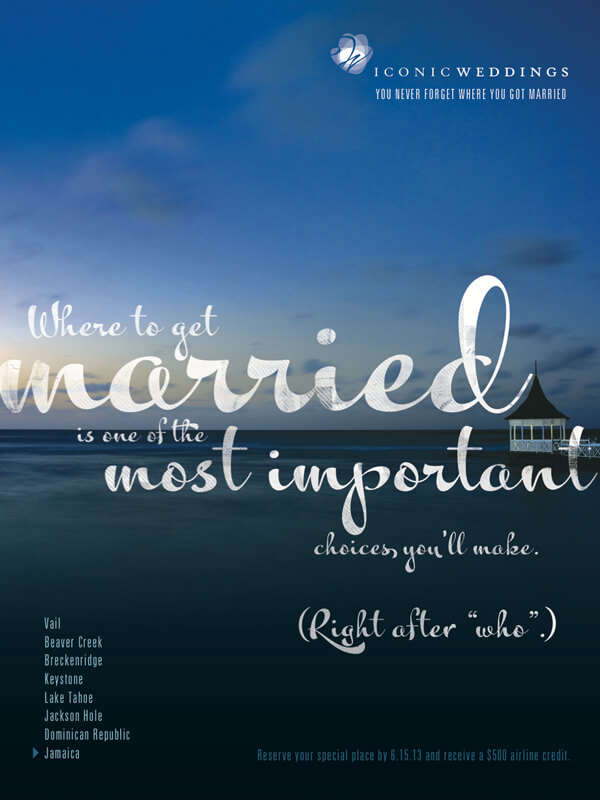 ICONICWEDDINGS
YOU NEVER FORGET WHERE YOU GOT MARRIED
Where to get
married
is one of the
most important
choices, you'll make.
(Right after “who”.)
Vail
Beaver Creek
Breckenridge
Keystone
Lake Tahoe
Jackson Hole
Dominican Republic
Jamaica
Reserve your special place by 6.15.13 and receive a $500 airline credit.